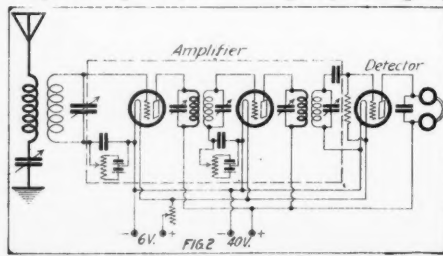 Amplifier
Detector
- 6V. +
FIG.2
- 40V. +